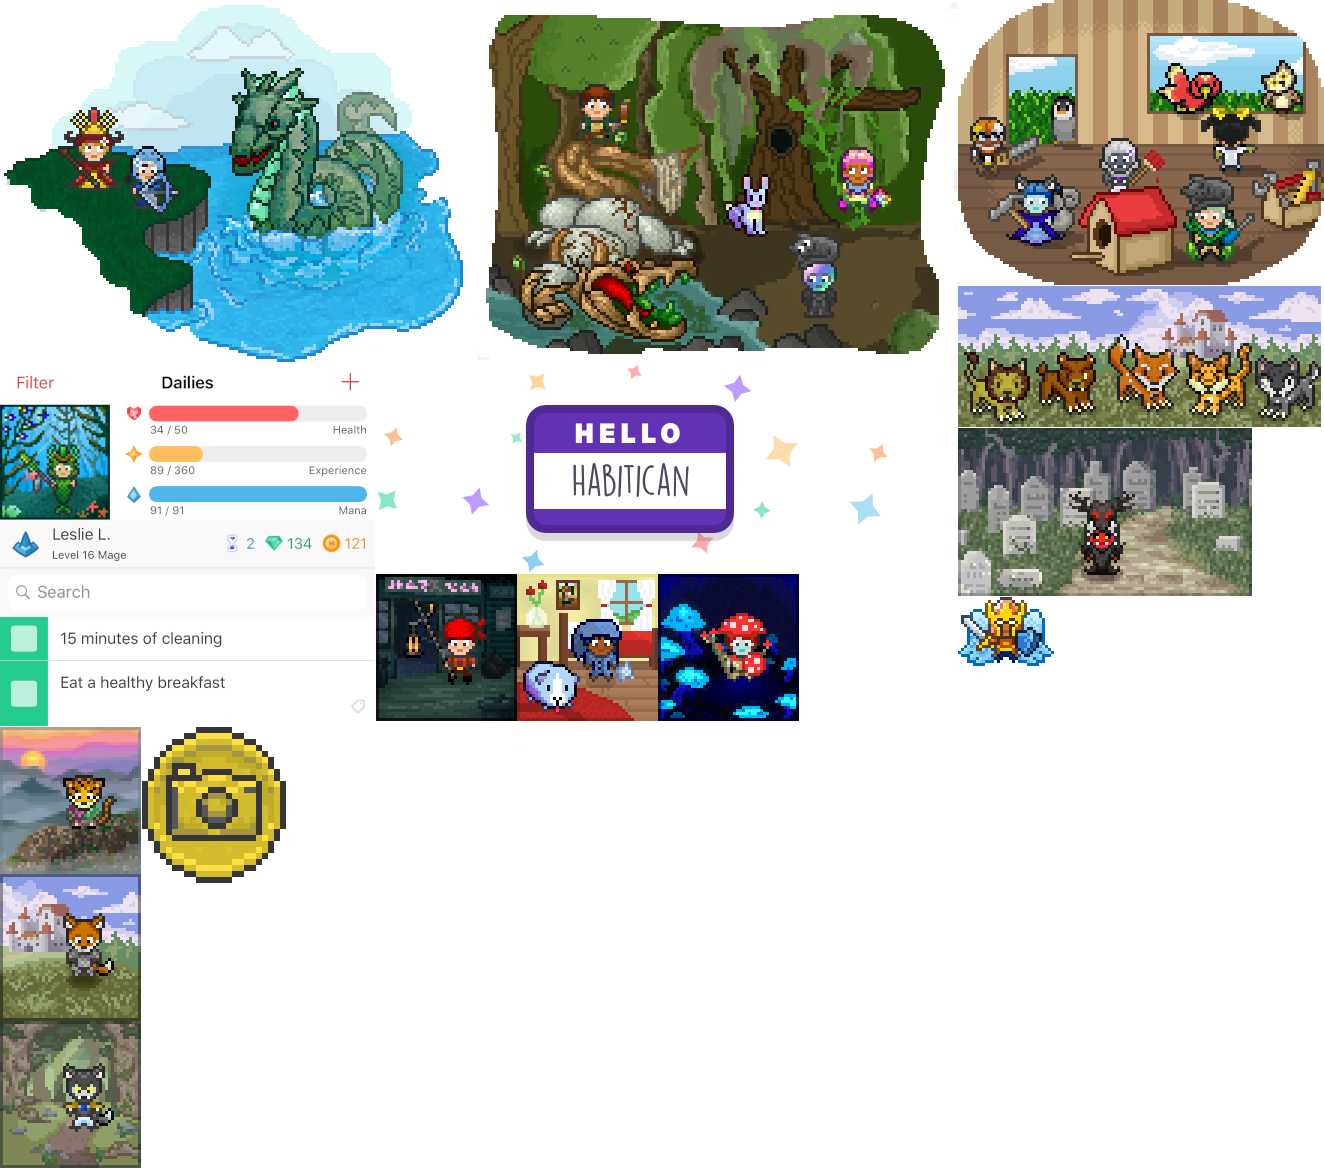 Filter
Dailies
+
34 / 50
Health
89 / 360
Experience
91 / 91
Mana
Leslie L.
Level 16 Mage
2
134
121
Search
15 minutes of cleaning
Eat a healthy breakfast
HELLO
HABITICAN